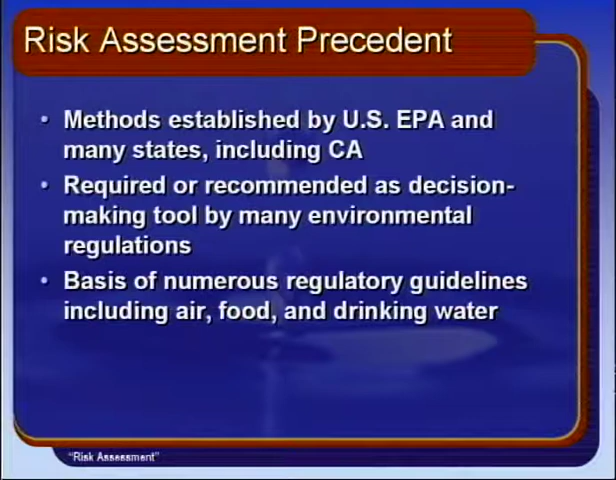 Risk Assessment Precedent
• Methods established by U.S. EPA and
many states, including CA
• Required or recommended as decision-
making tool by many environmental
regulations
• Basis of numerous regulatory guidelines
including air, food, and drinking water
“Risk Assessment”